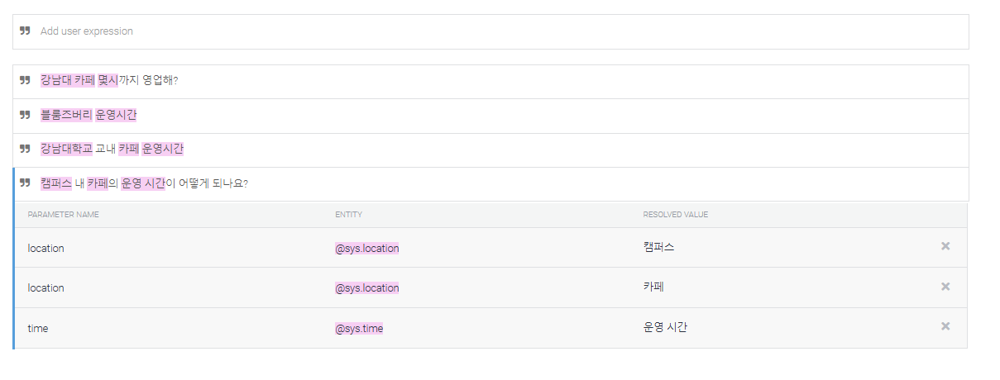 Add user expression
강남대 카페 몇시까지 영업해?
블룸즈버리 운영시간
강남대학교 교내 카페 운영시간
캠퍼스 내 카페의 운영 시간이 어떻게 되나요?
PARAMETER NAME ENTITY RESOLVED VALUE
location @sys.location 캠퍼스
location @sys.location 카페
time @sys.time 운영 시간